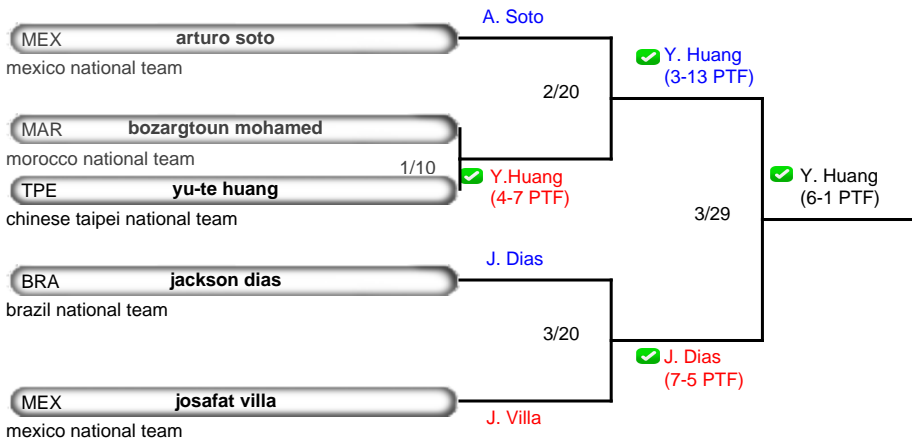 A. Soto
MEX arturo soto
mexico national team
Y. Huang
(3-13 PTF)
2/20
MAR bozargtoun mohamed
morocco national team
1/10
Y.Huang
(4-7 PTF)
TPE yu-te huang
chinese taipei national team
Y. Huang
(6-1 PTF)
3/29
J. Dias
BRA jackson dias
brazil national team
3/20
J. Dias
(7-5 PTF)
MEX josafat villa
mexico national team
J. Villa